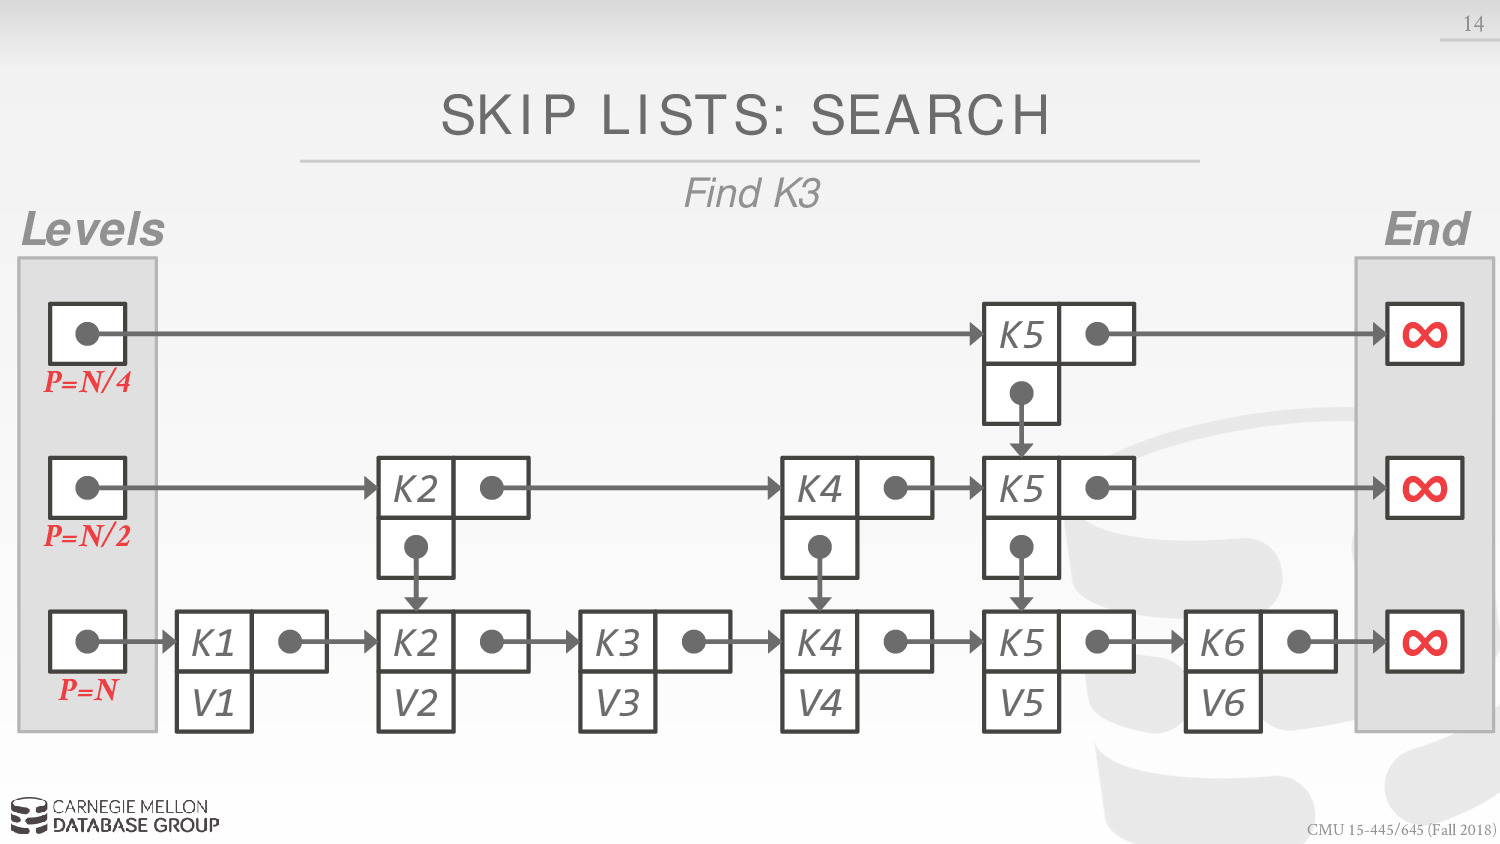 14
SKIP LISTS: SEARCH
Find K3
Levels
End
K5
∞
P=N/4
K2
K4
K5
∞
P=N/2
K1
K2
K3
K4
K5
K6
∞
P=N
V1
V2
V3
V4
V5
V6
CARNEGIE MELLON
DATABASE GROUP
CMU 15-445/645 (Fall 2018)